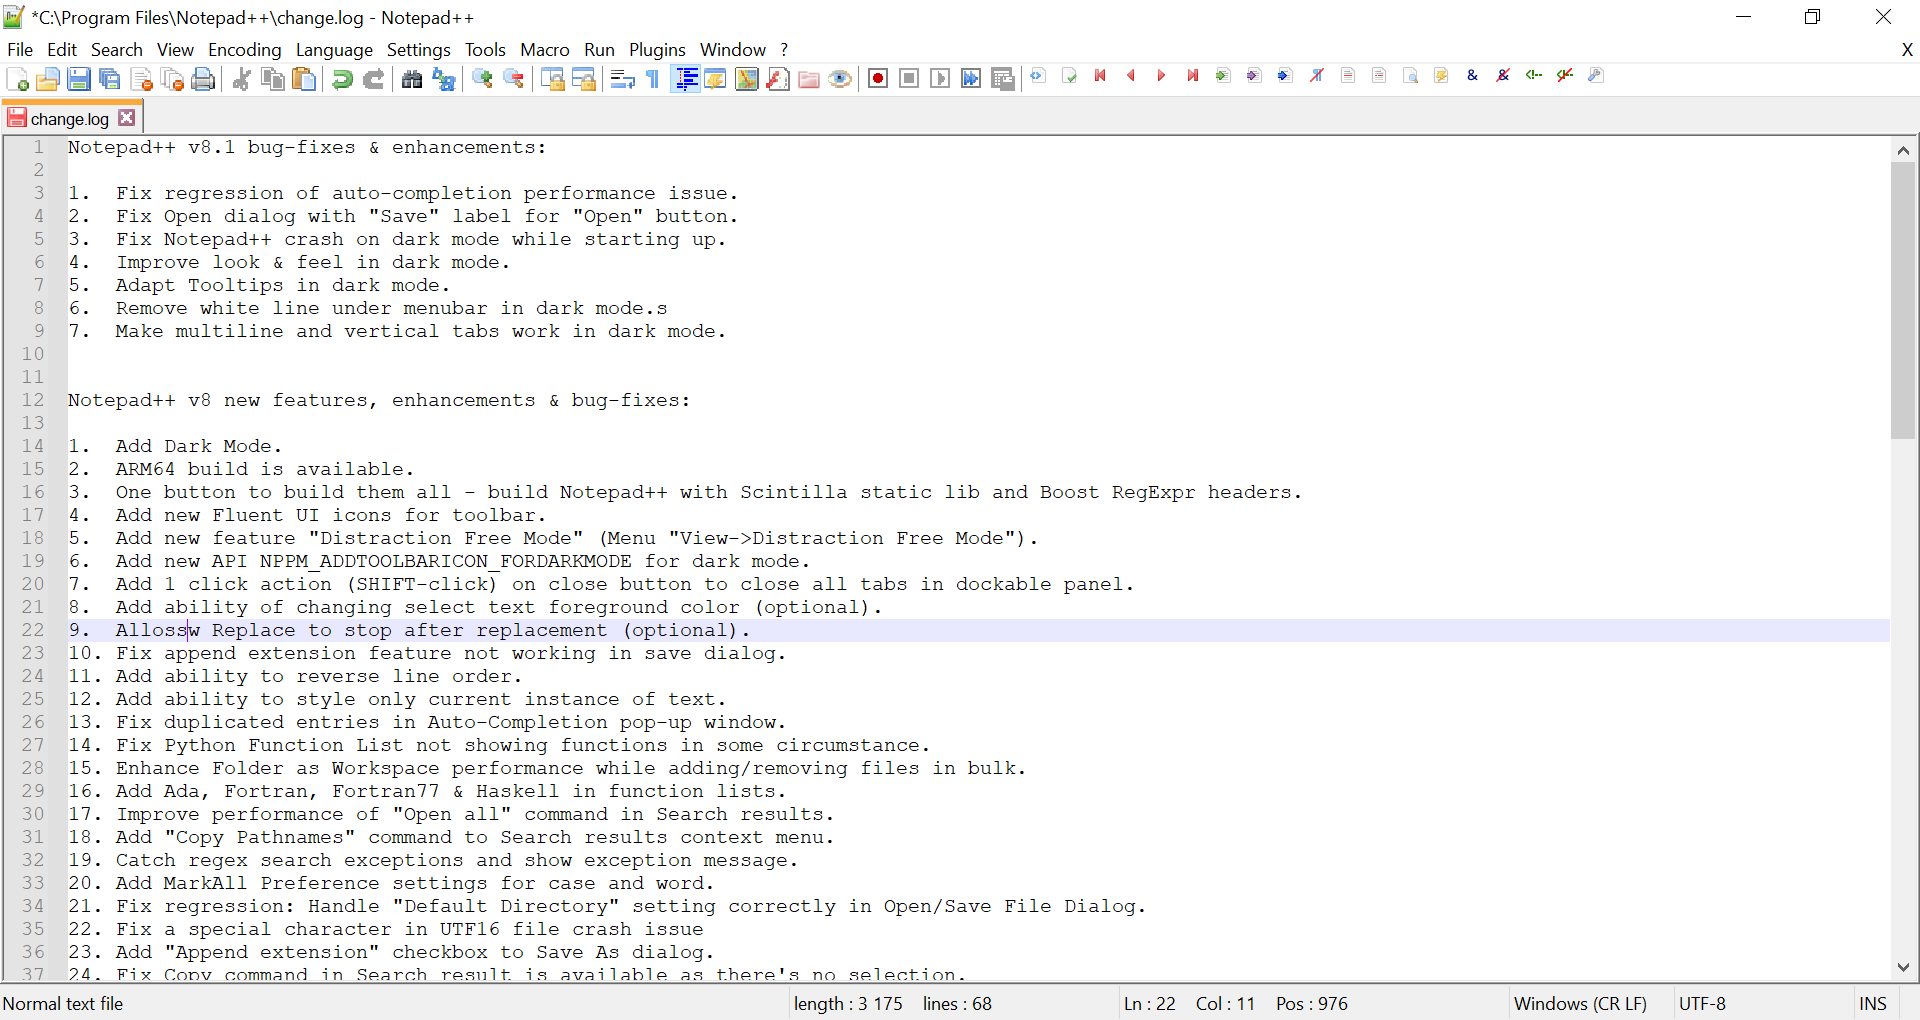 *C:\Program Files\Notepad++\change.log - Notepad++
File Edit Search View Encoding Language Settings Tools Macro Run Plugins Window ? X
change.log
1 Notepad++ v8.1 bug-fixes & enhancements:
2
3 1. Fix regression of auto-completion performance issue.
4 2. Fix Open dialog with "Save" label for "Open" button.
5 3. Fix Notepad++ crash on dark mode while starting up.
6 4. Improve look & feel in dark mode.
7 5. Adapt Tooltips in dark mode.
8 6. Remove white line under menubar in dark mode.s
9 7. Make multiline and vertical tabs work in dark mode.
10
11
12 Notepad++ v8 new features, enhancements & bug-fixes:
13
14 1. Add Dark Mode.
15 2. ARM64 build is available.
16 3. One button to build them all - build Notepad++ with Scintilla static lib and Boost RegExpr headers.
17 4. Add new Fluent UI icons for toolbar.
18 5. Add new feature "Distraction Free Mode" (Menu "View->Distraction Free Mode").
19 6. Add new API NPPM_ADDTOOLBARICON_FORDARKMODE for dark mode.
20 7. Add 1 click action (SHIFT-click) on close button to close all tabs in dockable panel.
21 8. Add ability of changing select text foreground color (optional).
22 9. Allossw Replace to stop after replacement (optional).
23 10. Fix append extension feature not working in save dialog.
24 11. Add ability to reverse line order.
25 12. Add ability to style only current instance of text.
26 13. Fix duplicated entries in Auto-Completion pop-up window.
27 14. Fix Python Function List not showing functions in some circumstance.
28 15. Enhance Folder as Workspace performance while adding/removing files in bulk.
29 16. Add Ada, Fortran, Fortran77 & Haskell in function lists.
30 17. Improve performance of "Open all" command in Search results.
31 18. Add "Copy Pathnames" command to Search results context menu.
32 19. Catch regex search exceptions and show exception message.
33 20. Add MarkAll Preference settings for case and word.
34 21. Fix regression: Handle "Default Directory" setting correctly in Open/Save File Dialog.
35 22. Fix a special character in UTF16 file crash issue
36 23. Add "Append extension" checkbox to Save As dialog.
37 24. Fix Copy command in Search result is available as there's no selection.
Normal text file length : 3 175 lines : 68 Ln : 22 Col : 11 Pos : 976 Windows (CR LF) UTF-8 INS